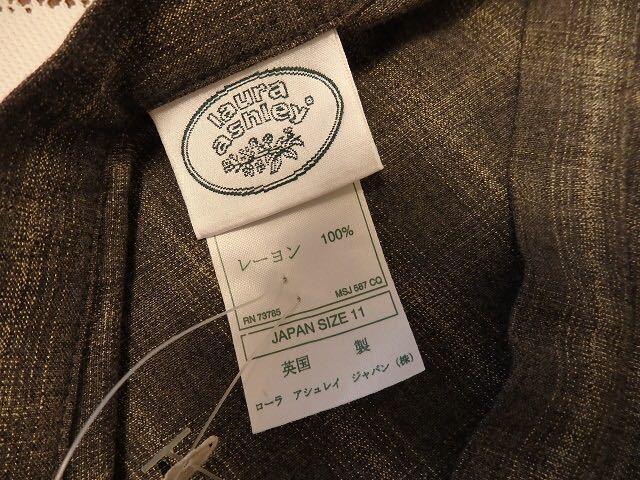 laura
ashley®
レーヨン 100%
RN 73785 MSJ 587 CQ
JAPAN SIZE 11
英国 製
ローラ アシュレイ ジャパン（株）